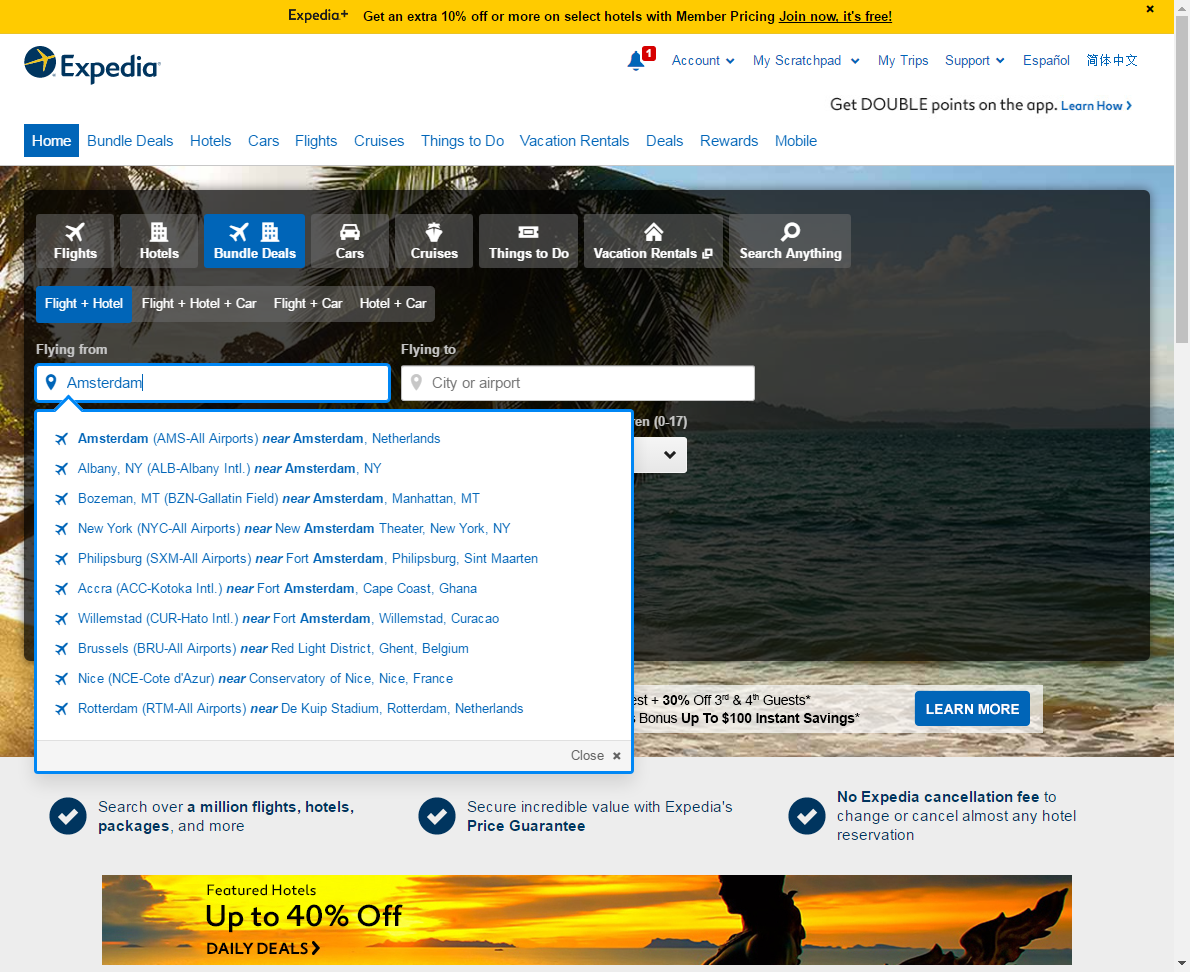 Expedia+ Get an extra 10% off or more on select hotels with Member Pricing Join now, it's free!
Expedia
1
Account My Scratchpad My Trips Support Español 简体中文
Get DOUBLE points on the app. Learn How
Home Bundle Deals Hotels Cars Flights Cruises Things to Do Vacation Rentals Deals Rewards Mobile
Flights Hotels Bundle Deals Cars Cruises Things to Do Vacation Rentals Search Anything
Flight + Hotel Flight + Hotel + Car Flight + Car Hotel + Car
Flying from Flying to
Amsterdam City or airport
ren (0-17)
Amsterdam (AMS-All Airports) near Amsterdam, Netherlands
Albany, NY (ALB-Albany Intl.) near Amsterdam, NY
Bozeman, MT (BZN-Gallatin Field) near Amsterdam, Manhattan, MT
New York (NYC-All Airports) near New Amsterdam Theater, New York, NY
Philipsburg (SXM-All Airports) near Fort Amsterdam, Philipsburg, Sint Maarten
Accra (ACC-Kotoka Intl.) near Fort Amsterdam, Cape Coast, Ghana
Willemstad (CUR-Hato Intl.) near Fort Amsterdam, Willemstad, Curacao
Brussels (BRU-All Airports) near Red Light District, Ghent, Belgium
Nice (NCE-Cote d'Azur) near Conservatory of Nice, Nice, France
Rotterdam (RTM-All Airports) near De Kuip Stadium, Rotterdam, Netherlands
Close
est + 30% Off 3rd & 4th Guests*
s Bonus Up To $100 Instant Savings*
LEARN MORE
Search over a million flights, hotels,
packages, and more
Secure incredible value with Expedia's
Price Guarantee
No Expedia cancellation fee to
change or cancel almost any hotel
reservation
Featured Hotels
Up to 40% Off
DAILY DEALS